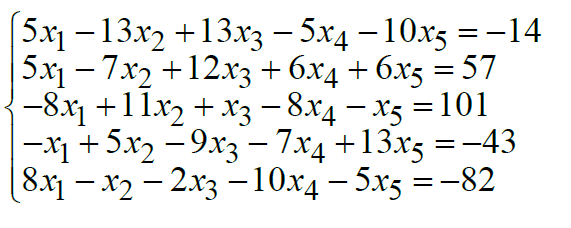 5x₁ − 13x₂ + 13x₃ − 5x₄ − 10x₅ = −14
5x₁ − 7x₂ + 12x₃ + 6x₄ + 6x₅ = 57
−8x₁ + 11x₂ + x₃ − 8x₄ − x₅ = 101
−x₁ + 5x₂ − 9x₃ − 7x₄ + 13x₅ = −43
8x₁ − x₂ − 2x₃ − 10x₄ − 5x₅ = −82